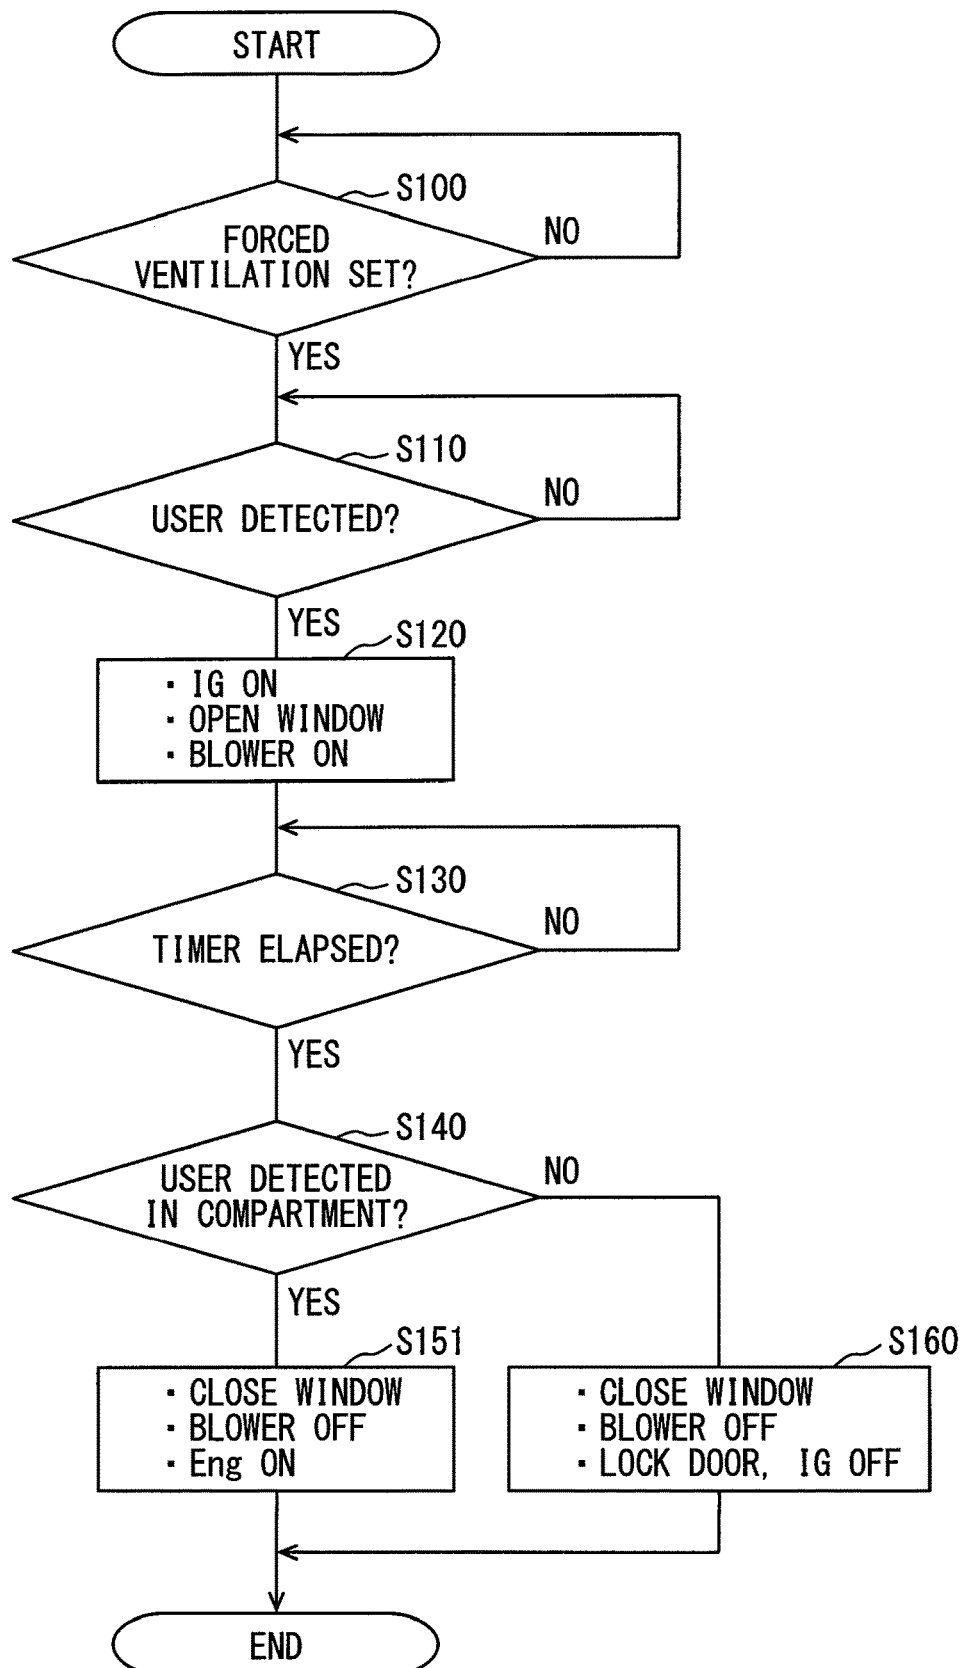 START
S100
FORCED
VENTILATION SET?
NO
YES
S110
USER DETECTED?
NO
YES
S120
· IG ON
· OPEN WINDOW
· BLOWER ON
S130
TIMER ELAPSED?
NO
YES
S140
USER DETECTED
IN COMPARTMENT?
NO
YES
S151
· CLOSE WINDOW
· BLOWER OFF
· Eng ON
S160
· CLOSE WINDOW
· BLOWER OFF
· LOCK DOOR, IG OFF
END